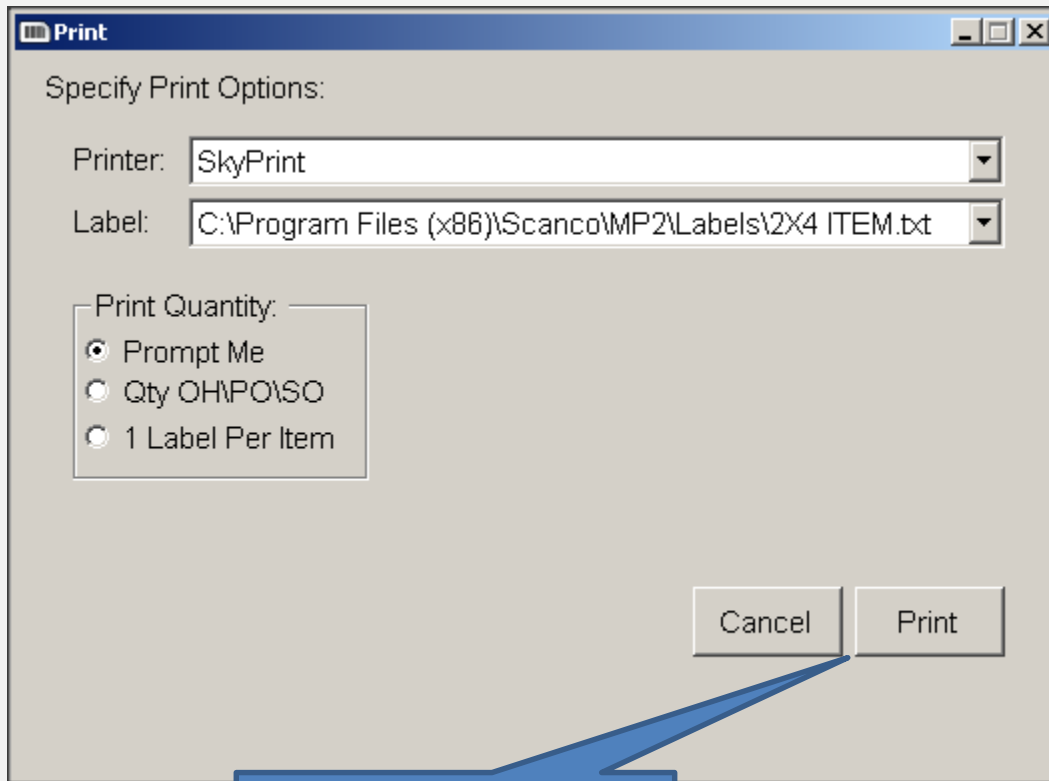 Print
Specify Print Options:
Printer: SkyPrint
Label: C:\Program Files (x86)\Scanco\MP2\Labels\2X4 ITEM.txt
Print Quantity:
Prompt Me
Qty OH\PO\SO
1 Label Per Item
Cancel Print